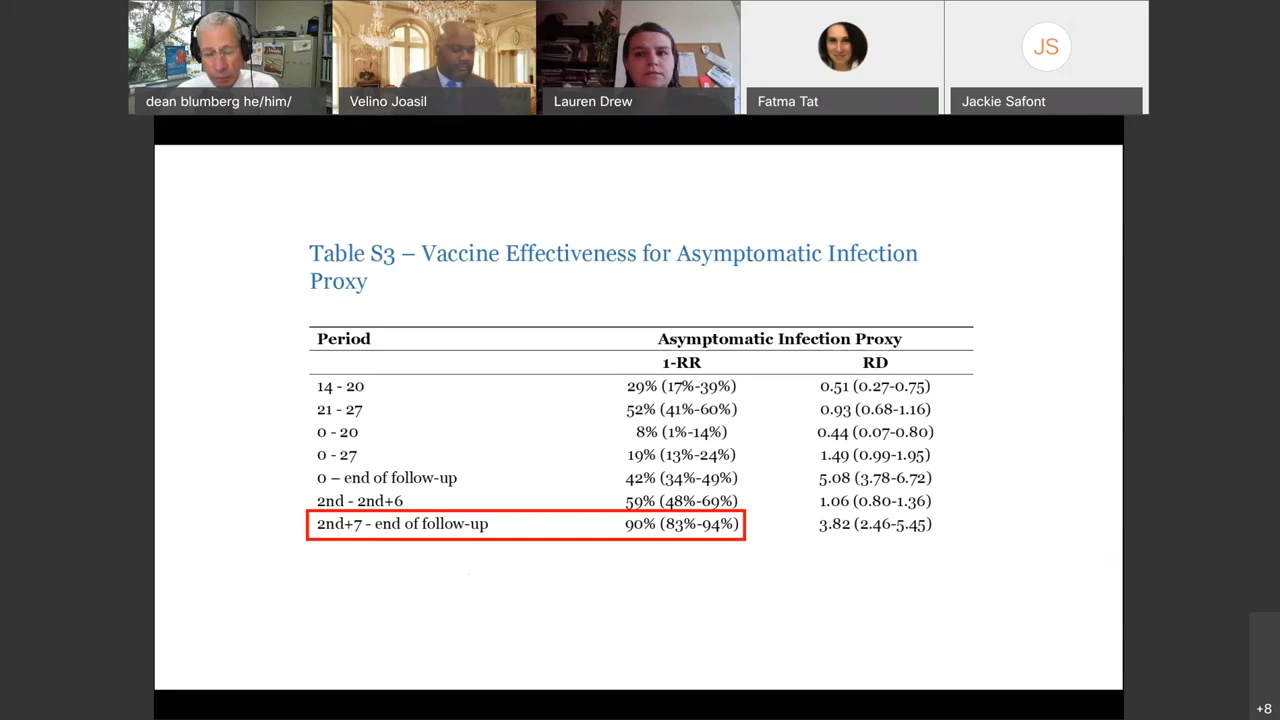 dean blumberg he/him/
Velino Joasil
Lauren Drew
Fatma Tat
JS
Jackie Safont
Table S3 – Vaccine Effectiveness for Asymptomatic Infection
Proxy
Period Asymptomatic Infection Proxy
1-RR RD
14 - 20 29% (17%-39%) 0.51 (0.27-0.75)
21 - 27 52% (41%-60%) 0.93 (0.68-1.16)
0 - 20 8% (1%-14%) 0.44 (0.07-0.80)
0 - 27 19% (13%-24%) 1.49 (0.99-1.95)
0 – end of follow-up 42% (34%-49%) 5.08 (3.78-6.72)
2nd - 2nd+6 59% (48%-69%) 1.06 (0.80-1.36)
2nd+7 - end of follow-up 90% (83%-94%) 3.82 (2.46-5.45)
+8